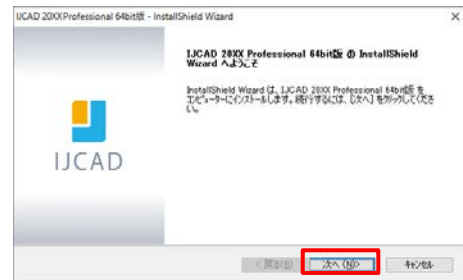 IJCAD 20XX Professional 64bit版 - InstallShield Wizard
IJCAD 20XX Professional 64bit版 の InstallShield
Wizard へようこそ
InstallShield Wizard は、IJCAD 20XX Professional 64bit版 を
コンピューターにインストールします。続行するには、[次へ] をクリックしてくださ
い。
IJCAD
< 戻る(B)
次へ (N)>
キャンセル